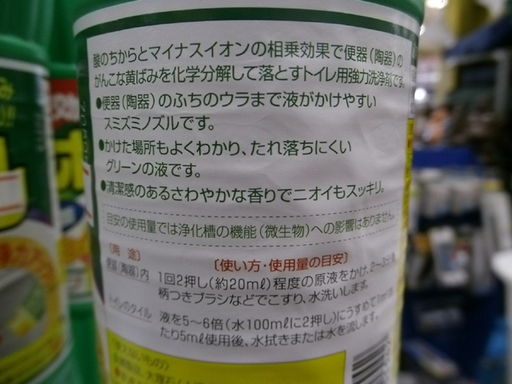 酸のちからとマイナスイオンの相乗効果で便器(陶器)の
がんこな黄ばみを化学分解して落とすトイレ用強力洗浄剤です。
●便器(陶器)のふちのウラまで液がかけやすい
スミズミノズルです。
●かけた場所もよくわかり、たれ落ちにくい
グリーンの液です。
●清潔感のあるさわやかな香りでニオイもスッキリ。
目安の使用量では浄化槽の機能(微生物)への影響はありません。
〔用 途〕 〔使い方・使用量の目安〕
便器(陶器)内 1回2押し(約20mℓ)程度の原液をかけ、2〜3分後
柄つきブラシなどでこすり、水洗いします。
トイレのタイル 液を5〜6倍(水100mℓに2押し)にうすめて
たり5mℓ使用後、水拭きまたは水を流します。